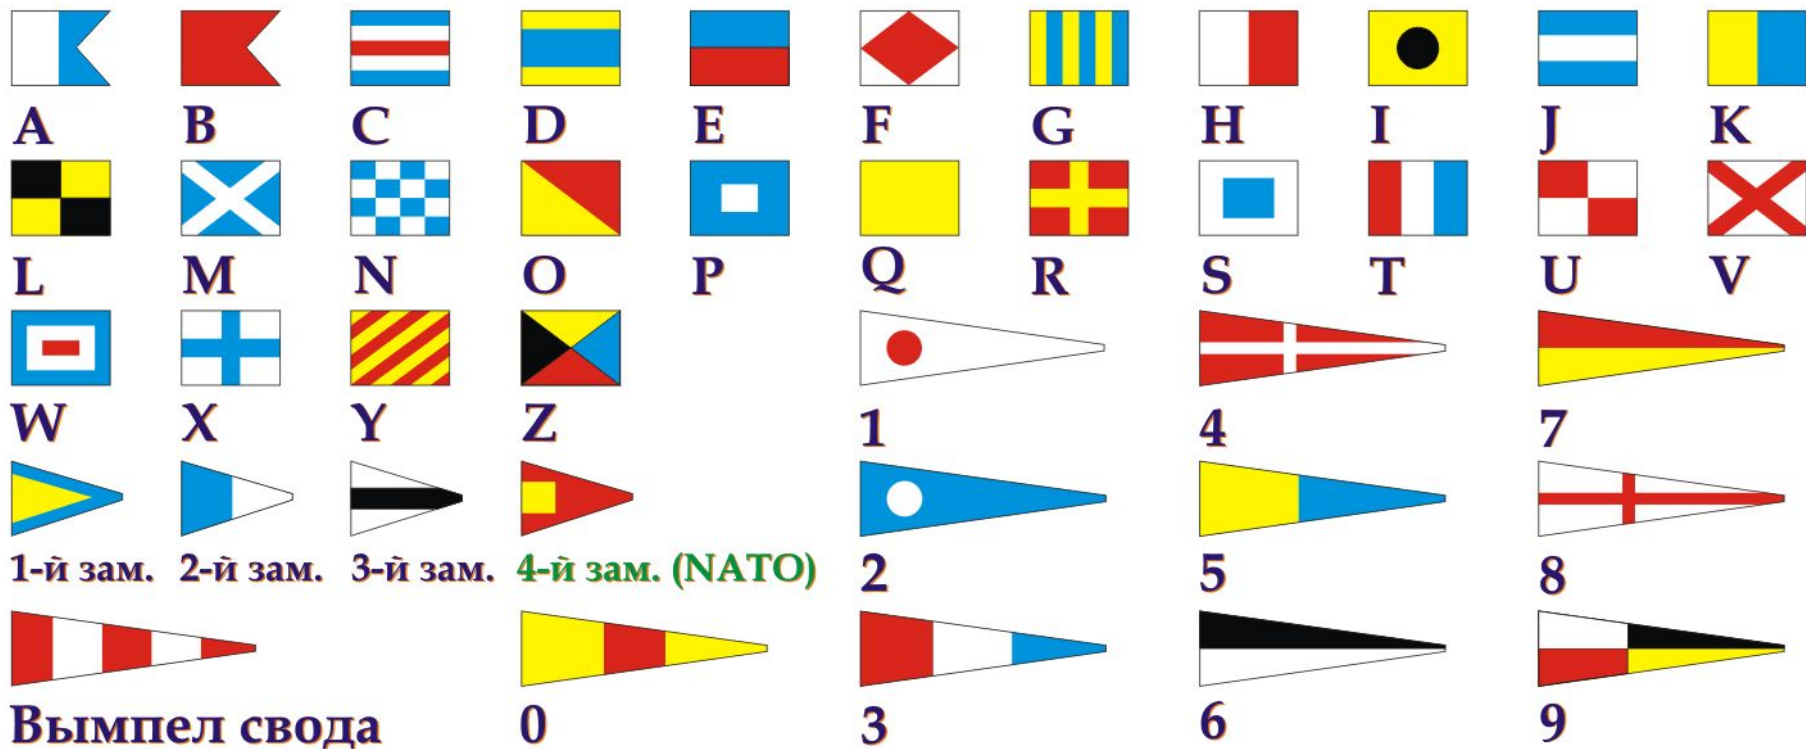 A B C D E F G H I J K
L M N O P Q R S T U V
W X Y Z 1 4 7
1-й зам. 2-й зам. 3-й зам. 4-й зам. (NATO) 2 5 8
Вымпел свода 0 3 6 9